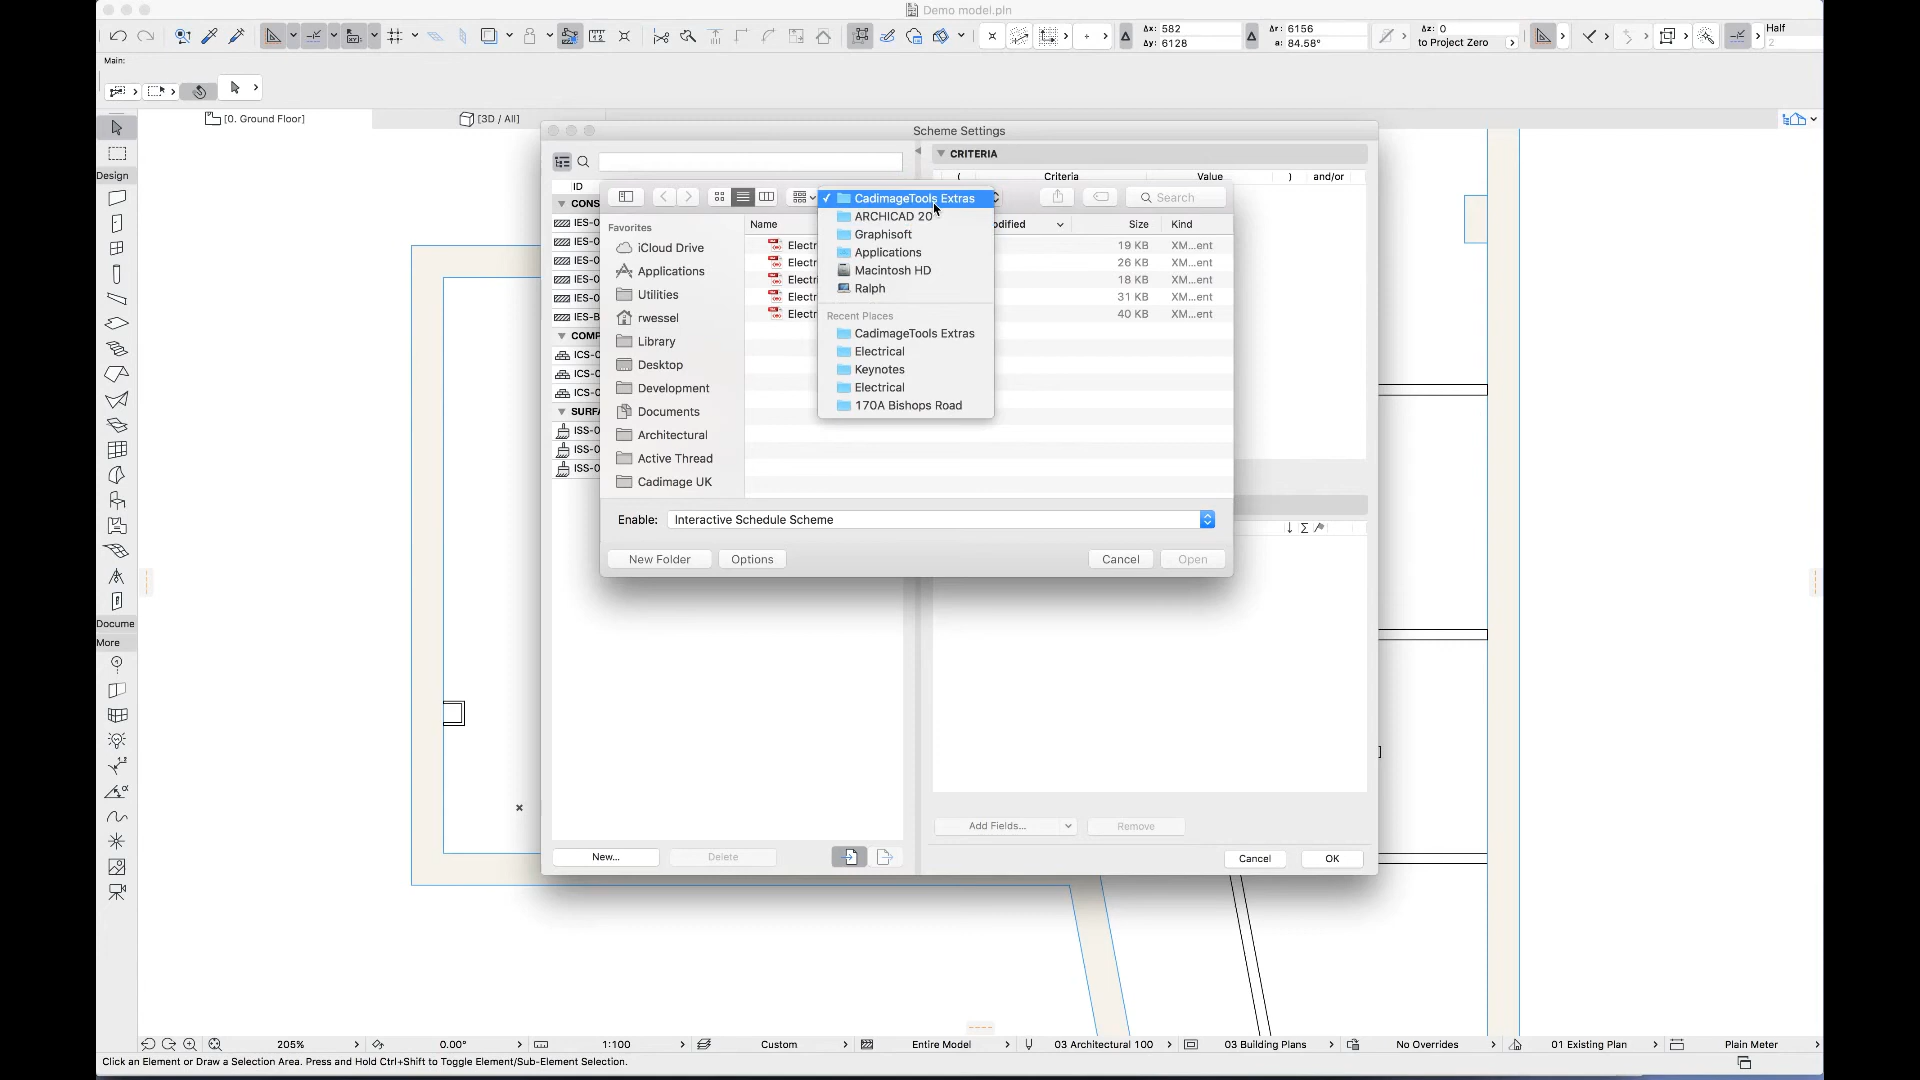 Demo model.pln
Δx: 582
Δy: 6128
Δr: 6156
a: 84.58°
Δz: 0
to Project Zero
Half
2
Main:
[0. Ground Floor]
[3D / All]
Design
Docume
More
Scheme Settings
CRITERIA
( Criteria Value ) and/or
ID
CONS
IES-0
IES-0
IES-0
IES-0
IES-0
IES-B
COMP
ICS-0
ICS-0
ICS-0
SURFA
ISS-0
ISS-0
ISS-0
Search
Favorites
iCloud Drive
Applications
Utilities
rwessel
Library
Desktop
Development
Documents
Architectural
Active Thread
Cadimage UK
Name
odified
Size
Kind
Electr 19 KB XM...ent
Electr 26 KB XM...ent
Electr 18 KB XM...ent
Electr 31 KB XM...ent
Electr 40 KB XM...ent
CadimageTools Extras
ARCHICAD 20
Graphisoft
Applications
Macintosh HD
Ralph
Recent Places
CadimageTools Extras
Electrical
Keynotes
Electrical
170A Bishops Road
Enable: Interactive Schedule Scheme
New Folder
Options
Cancel
Open
Add Fields...
Remove
New...
Delete
Cancel
OK
205%
0.00°
1:100
Custom
Entire Model
03 Architectural 100
03 Building Plans
No Overrides
01 Existing Plan
Plain Meter
Click an Element or Draw a Selection Area. Press and Hold Ctrl+Shift to Toggle Element/Sub-Element Selection.